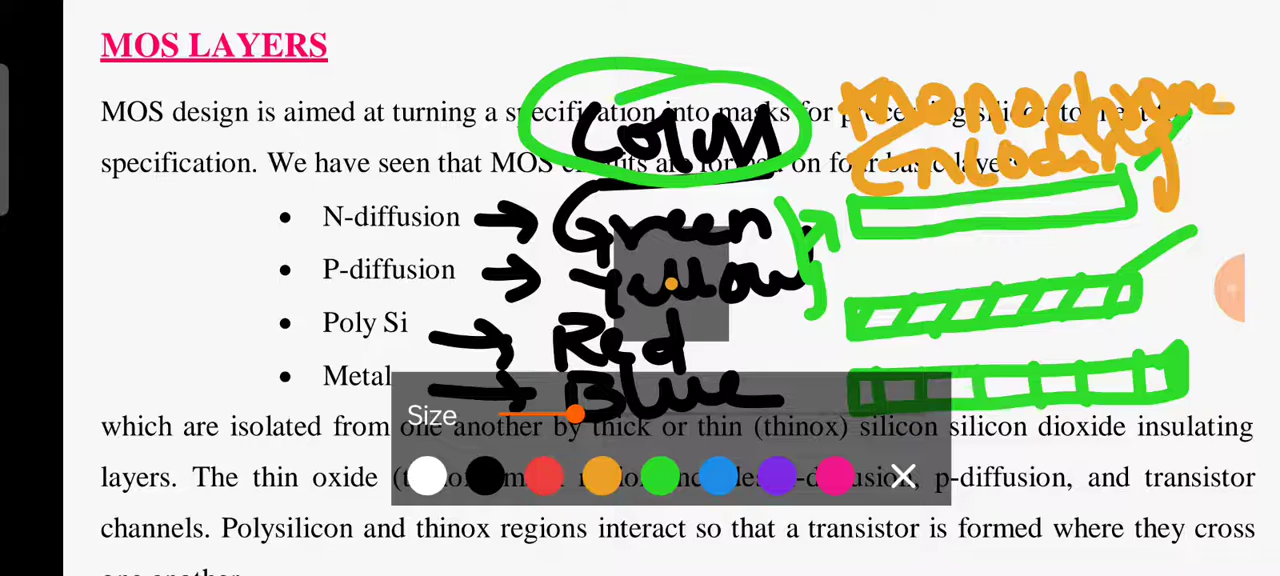 MOS LAYERS
MOS design is aimed at turning a specification into masks for processing silicon to meet
specification. We have seen that MOS circuits are formed on four basic layers
Colours
Monochrome
Encoding
N-diffusion → Green
P-diffusion → Yellow
Poly Si → Red
Metal → Blue
Size
which are isolated from one another by thick or thin (thinox) silicon silicon dioxide insulating
layers. The thin oxide p-diffusion, and transistor
channels. Polysilicon and thinox regions interact so that a transistor is formed where they cross
one another